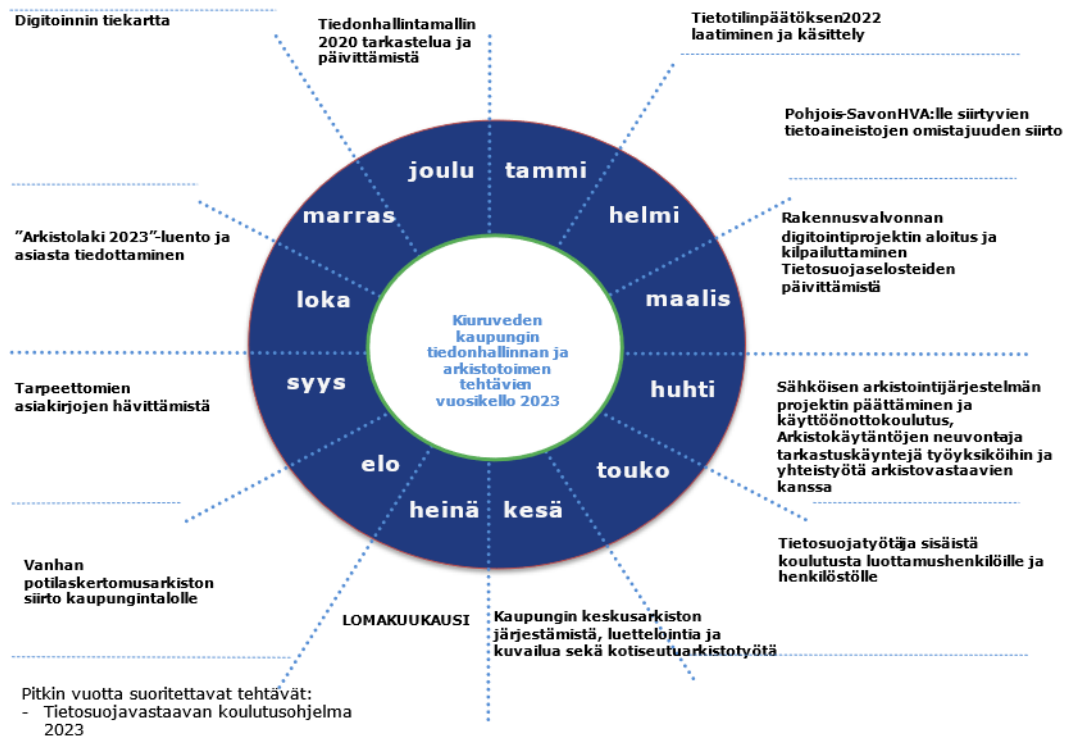 Digitoinnin tiekartta
Tiedonhallintamallin
2020 tarkastelua ja
päivittämistä
Tietotilinpäätöksen2022
laatiminen ja käsittely
Pohjois-SavonHVA:lle siirtyvien
tietoaineistojen omistajuuden siirto
joulu
tammi
marras
helmi
"Arkistolaki 2023"-luento ja
asiasta tiedottaminen
Rakennusvalvonnan
digitointiprojektin aloitus ja
kilpailuttaminen
Tietosuojaselosteiden
päivittämistä
loka
maalis
Kiuruveden
kaupungin
tiedonhallinnan ja
arkistotoimen
tehtävien
vuosikello 2023
syys
huhti
Tarpeettomien
asiakirjojen hävittämistä
Sähköisen arkistointijärjestelmän
projektin päättäminen ja
käyttöönottokoulutus,
Arkistokäytäntöjen neuvontaja
tarkastuskäyntejä työyksiköihin ja
yhteistyötä arkistovastaavien
kanssa
elo
touko
heinä
kesä
Vanhan
potilaskertomusarkiston
siirto kaupungintalolle
Tietosuojatyötäja sisäistä
koulutusta luottamushenkilöille ja
henkilöstölle
LOMAKUUKAUSI
Kaupungin keskusarkiston
järjestämistä, luettelointia ja
kuvailua sekä kotiseutuarkistotyötä
Pitkin vuotta suoritettavat tehtävät:
- Tietosuojavastaavan koulutusohjelma
2023